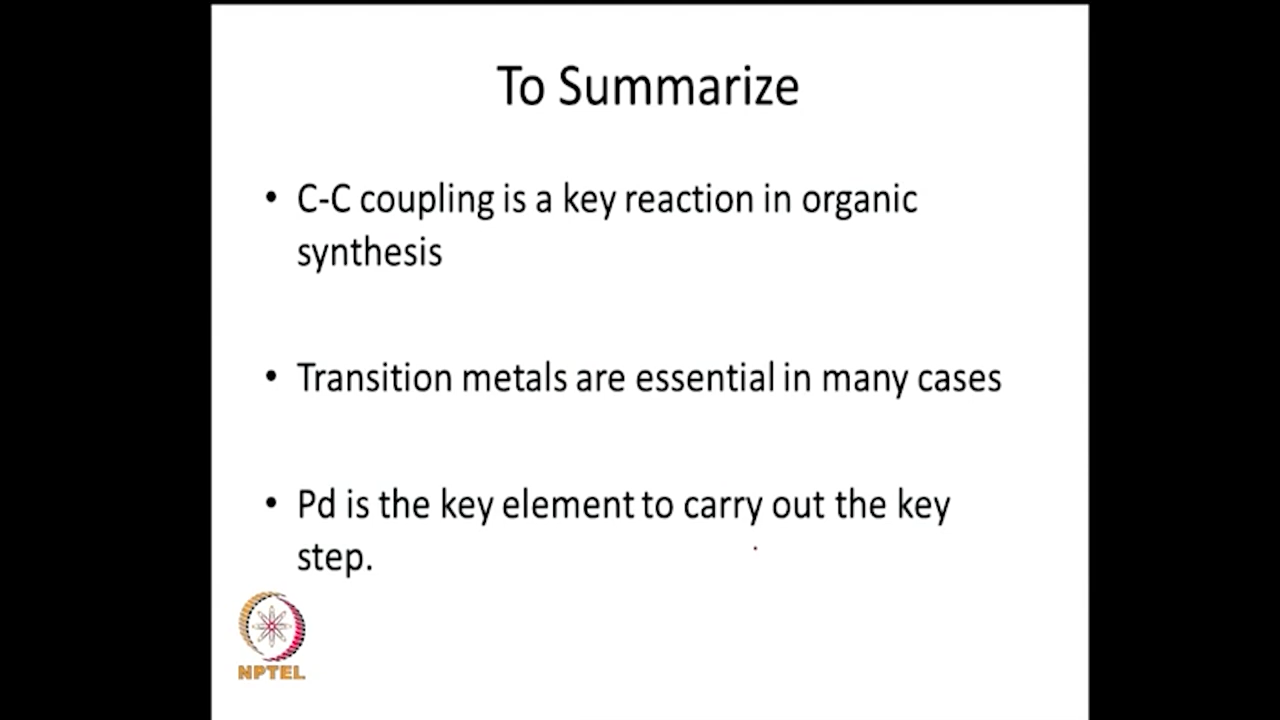 To Summarize
• C-C coupling is a key reaction in organic
synthesis
• Transition metals are essential in many cases
• Pd is the key element to carry out the key
step.
NPTEL